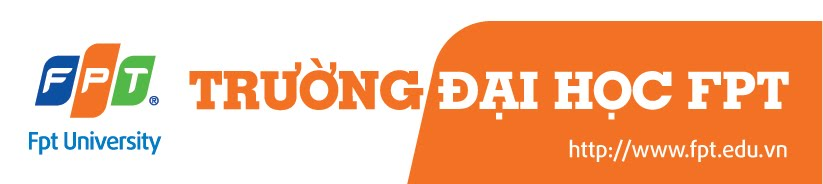 FPT®
Fpt University
TRƯỜNG ĐẠI HỌC FPT
http://www.fpt.edu.vn